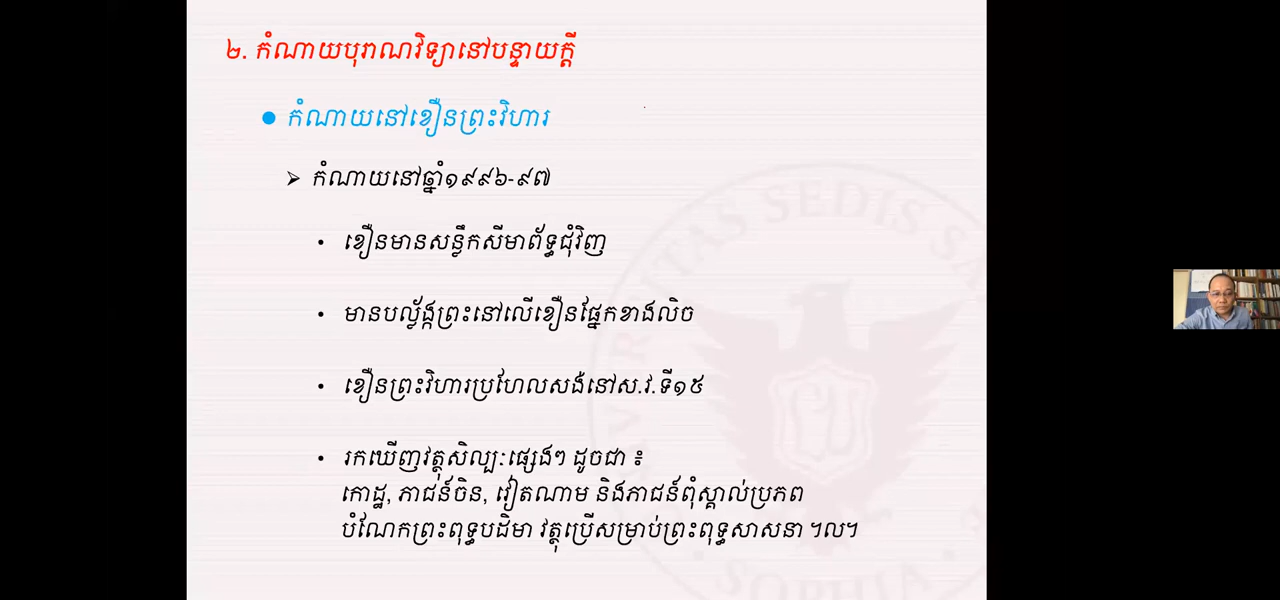 ២. កំណាយបុរាណវិទ្យានៅបន្ទាយក្ដី
កំណាយនៅខឿនព្រះវិហារ
កំណាយនៅឆ្នាំ១៩៩៦-៩៧
ខឿនមានសន្លឹកសីមាព័ទ្ធជុំវិញ
មានបល្ល័ង្កព្រះនៅលើខឿនផ្នែកខាងលិច
ខឿនព្រះវិហារប្រហែលសង់នៅស.វ.ទី១៥
រកឃើញវត្ថុសិល្បៈផ្សេងៗ ដូចជា ៖
កោដ្ឋ, ភាជន៍ចិន, វៀតណាម និងភាជន៍ពុំស្គាល់ប្រភព
បំណែកព្រះពុទ្ធបដិមា វត្ថុប្រើសម្រាប់ព្រះពុទ្ធសាសនា ។ល។
SEDIS SA
SOPHIA